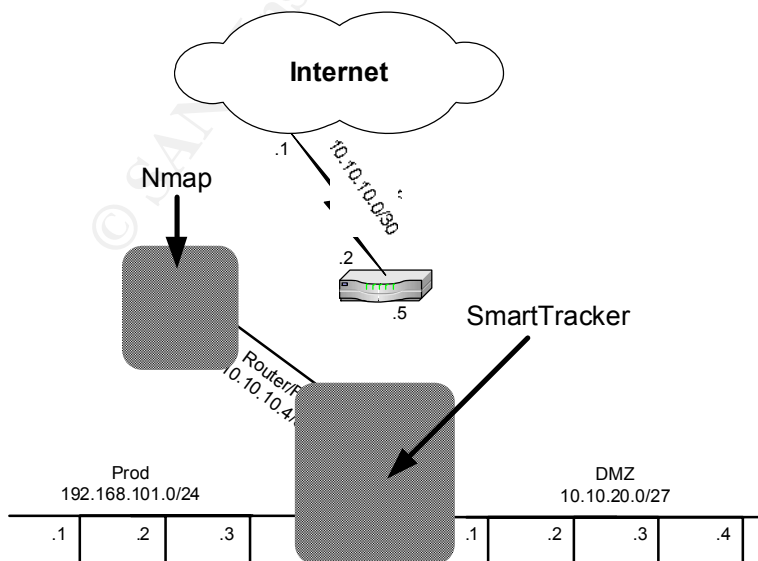 © SAN
Internet
.1
10.10.10.0/30
Nmap
.2
.5
SmartTracker
10.10.10.4/
Prod
192.168.101.0/24
DMZ
10.10.20.0/27
.1
.2
.3
.1
.2
.3
.4